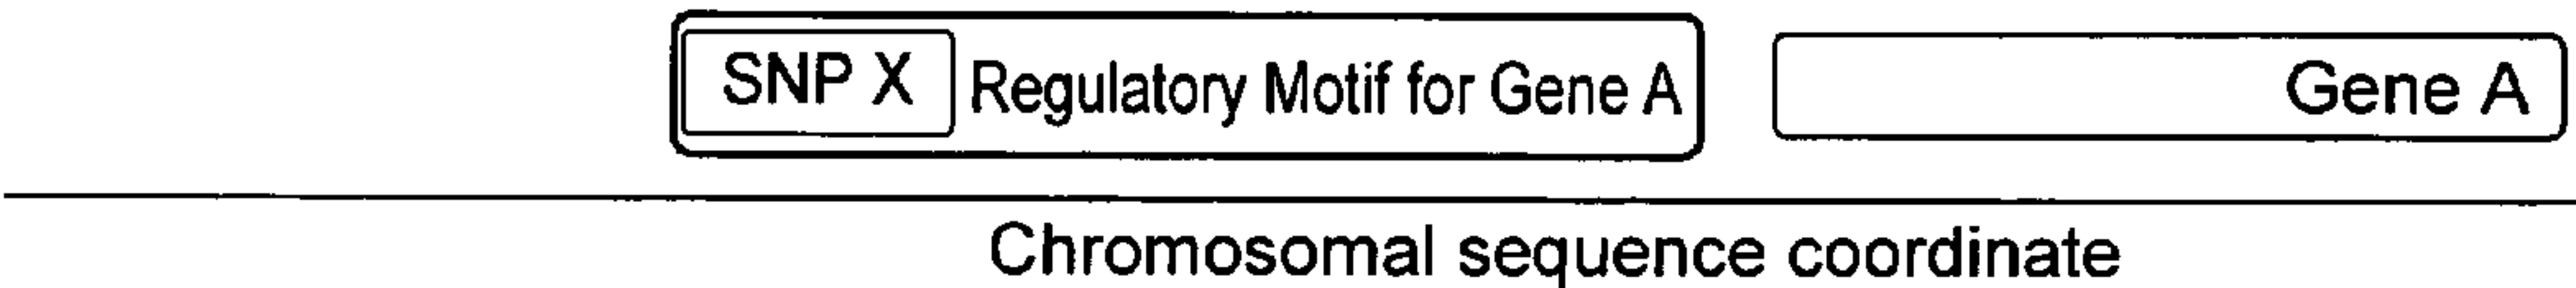 SNP X Regulatory Motif for Gene A Gene A
Chromosomal sequence coordinate